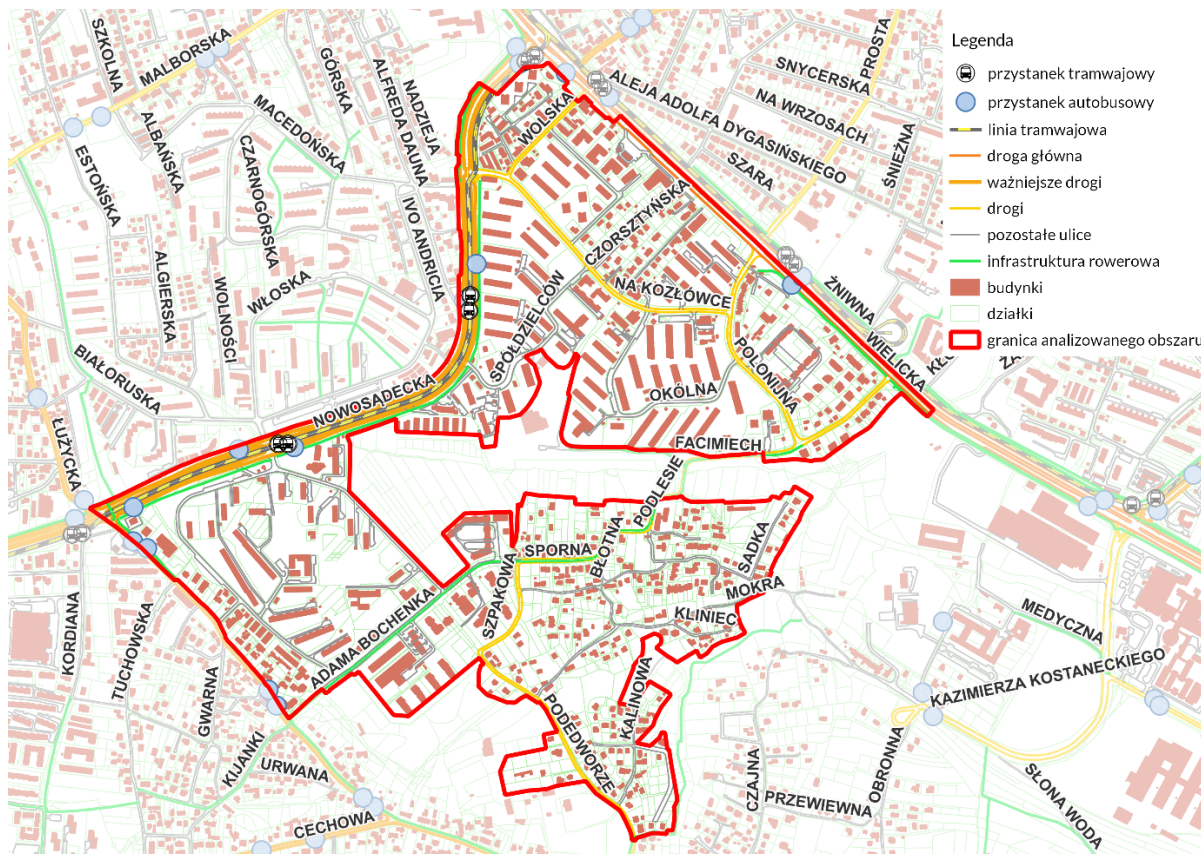 SZKOLNA
MALBORSKA
GÓRSKA
ALFREDA DAUNA
NADZIEJA
ALBAŃSKA
MACEDOŃSKA
ESTOŃSKA
CZARNOGÓRSKA
IVO ANDRICIA
ALGIERSKA
WOLNOŚCI
WŁOSKA
BIAŁORUSKA
ŁUŻYCKA
NOWOSĄDECKA
WOLSKA
ALEJA ADOLFA DYGASIŃSKIEGO
SNYCERSKA
PROSTA
NA WRZOSACH
SZARA
ŚNIEŻNA
CZORSZTYŃSKA
SPÓŁDZIELCÓW
NA KOZŁÓWCE
POLONIJNA
OKÓLNA
FACIMIECH
ŻNIWNA
WIELICKA
PODLESIE
SPORNA
BŁOTNA
SADKA
MOKRA
KLINIEC
SZPAKOWA
ADAMA BOCHENKA
KORDIANA
TUCHOWSKA
GWARNA
KIJANKI
URWANA
CECHOWA
PODEDWORZE
KALINOWA
CZAJNA
PRZEWIEWNA
OBRONNA
MEDYCZNA
KAZIMIERZA KOSTANECKIEGO
SŁONA WODA
Legenda
przystanek tramwajowy
przystanek autobusowy
linia tramwajowa
droga główna
ważniejsze drogi
drogi
pozostałe ulice
infrastruktura rowerowa
budynki
działki
granica analizowanego obszaru